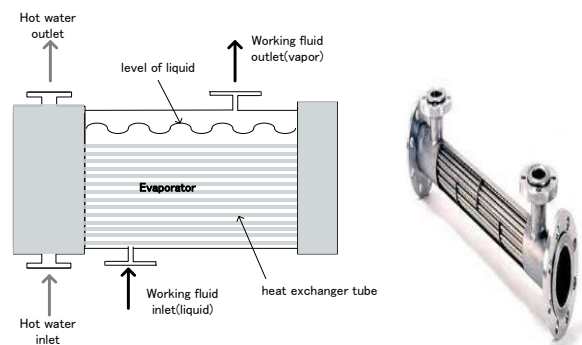 Hot water
outlet
Working fluid
outlet(vapor)
level of liquid
Evaporator
heat exchanger tube
Working fluid
inlet(liquid)
Hot water
inlet